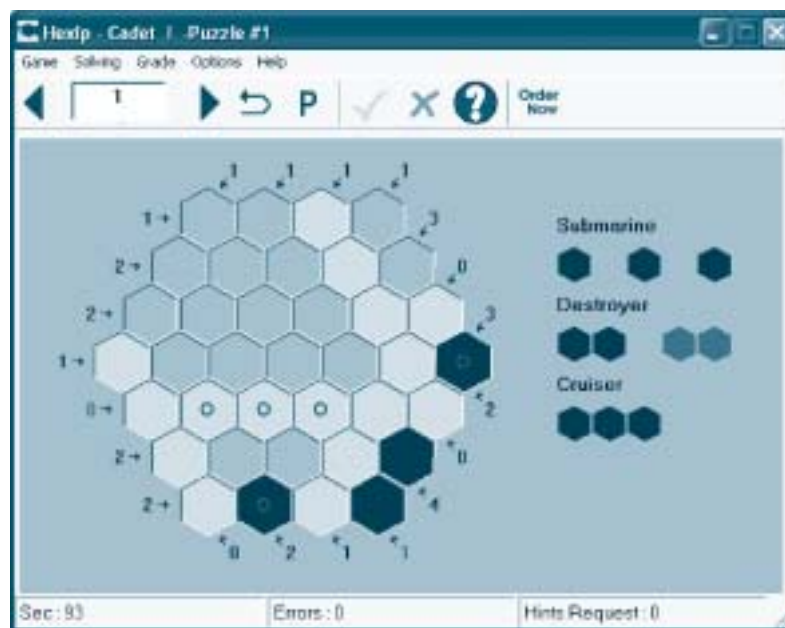 Hexip - Cadet / -Puzzle #1
Game Solving Grade Options Help
1 P ? Order
Now
1 1 1 1
1 3
2 0
Submarine
2 3
Destroyer
1
Cruiser
0 2
2 0
2 4
0 2 1 1
Sec : 93 Errors : 0 Hints Request : 0